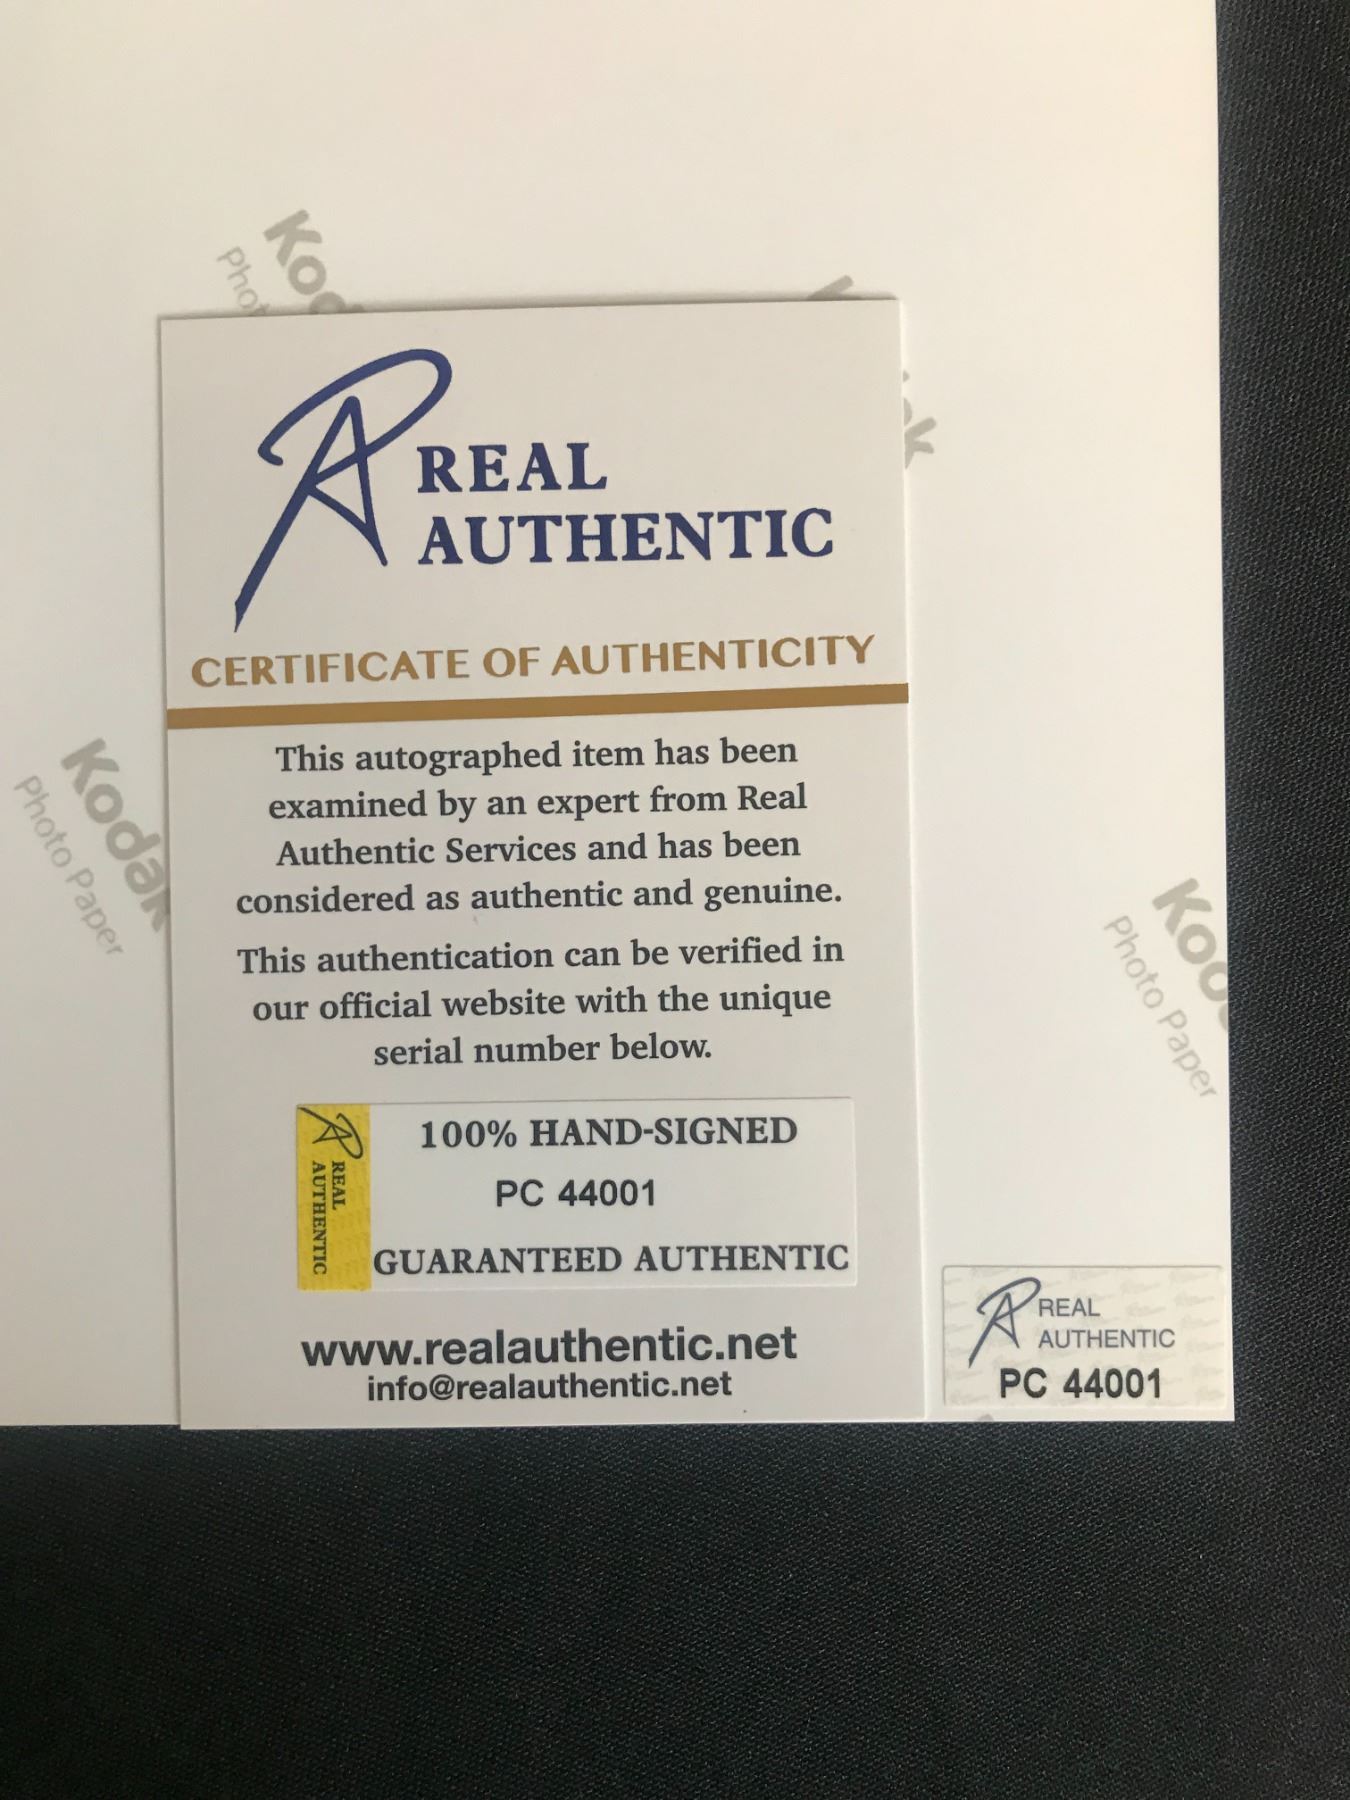 Kodak
Photo
REAL
AUTHENTIC
CERTIFICATE OF AUTHENTICITY
This autographed item has been
examined by an expert from Real
Authentic Services and has been
considered as authentic and genuine.
This authentication can be verified in
our official website with the unique
serial number below.
Kodak
Photo Paper
Kodak
Photo Paper
REAL
AUTHENTIC
100% HAND-SIGNED
PC 44001
GUARANTEED AUTHENTIC
www.realauthentic.net
info@realauthentic.net
REAL
AUTHENTIC
PC 44001